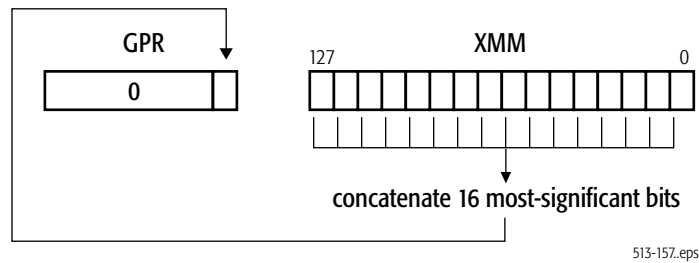 GPR
XMM
127
0
0
concatenate 16 most-significant bits
513-157..eps